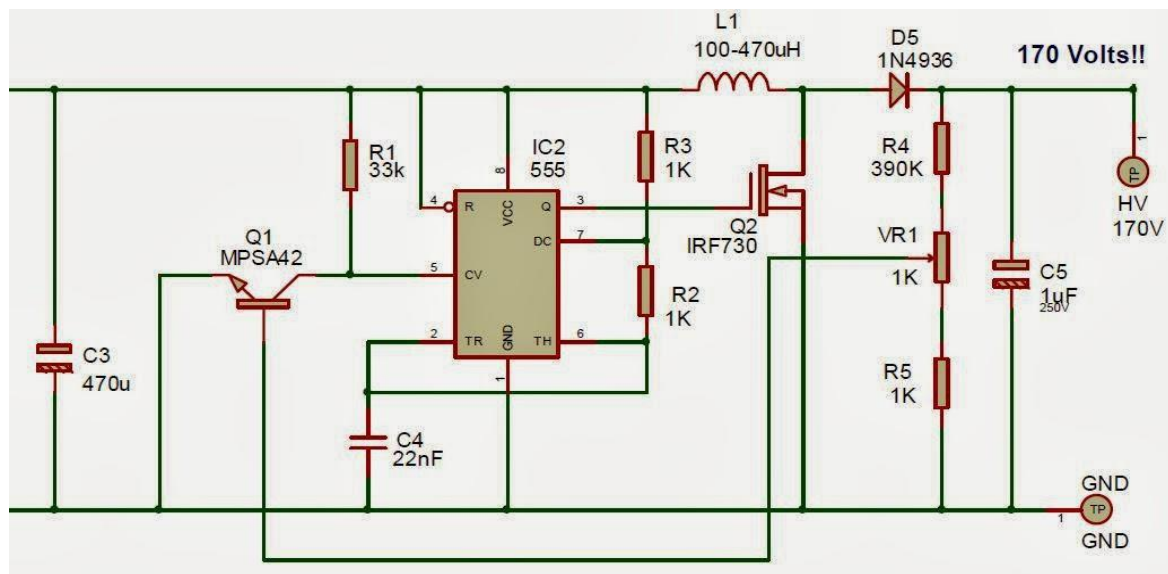 L1
100-470uH
D5
1N4936
170 Volts!!
R1
33k
IC2
555
R3
1K
R4
390K
8
4
R
VCC
Q
3
DC
7
1
TP
HV
170V
Q1
MPSA42
Q2
IRF730
VR1
1K
5
CV
R2
1K
C5
1uF
250V
2
TR
GND
TH
6
1
C3
470u
R5
1K
C4
22nF
GND
1
TP
GND